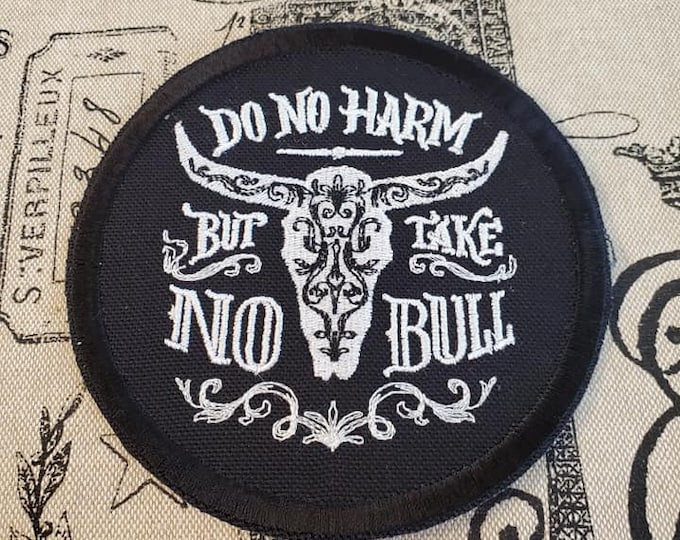 DO NO HARM
BUT TAKE
NO BULL
S:VERPILLEUX